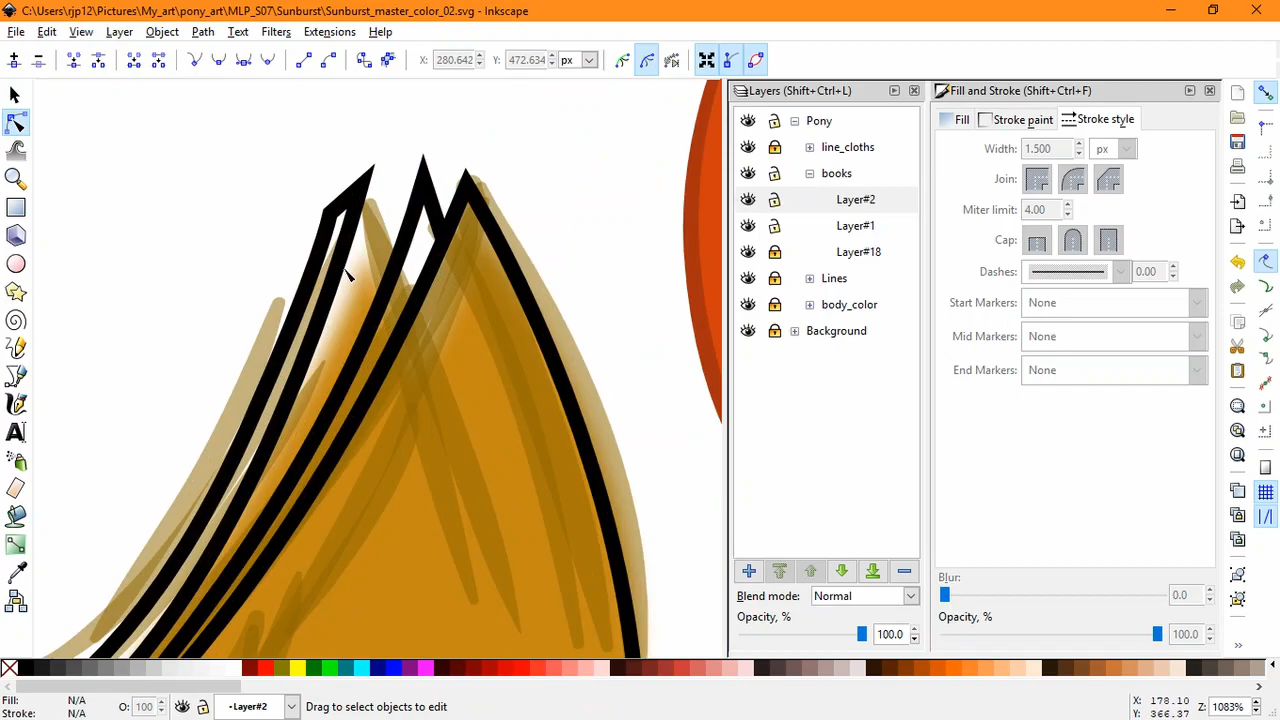 C:\Users\rjp12\Pictures\My_art\pony_art\MLP_S07\Sunburst\Sunburst_master_color_02.svg - Inkscape
File Edit View Layer Object Path Text Filters Extensions Help
X: 280.642 Y: 472.634 px
Layers (Shift+Ctrl+L)
Pony
line_cloths
books
Layer#2
Layer#1
Layer#18
Lines
body_color
Background
Blend mode: Normal
Opacity, %
100.0
Fill and Stroke (Shift+Ctrl+F)
Fill Stroke paint Stroke style
Width: 1.500 px
Join:
Miter limit: 4.00
Cap:
Dashes: 0.00
Start Markers: None
Mid Markers: None
End Markers: None
Blur:
0.0
Opacity, %
100.0
Fill: N/A
Stroke: N/A
O: 100
•Layer#2
Drag to select objects to edit
X: 178.10
Y: 366.37
Z: 1083%